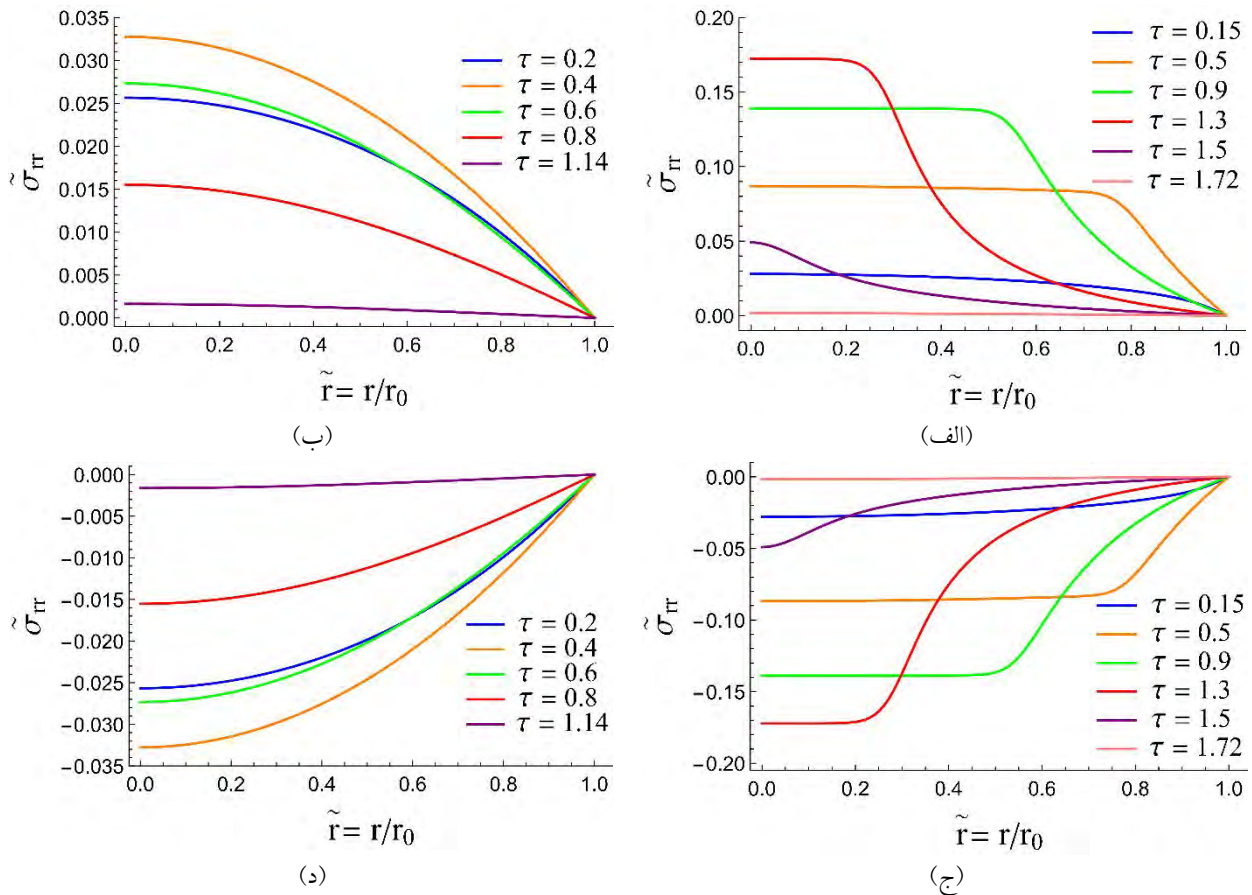 0.20
0.15
0.10
0.05
0.00
τ = 0.15
τ = 0.5
τ = 0.9
τ = 1.3
τ = 1.5
τ = 1.72
σ̃rr
0.0 0.2 0.4 0.6 0.8 1.0
r̃ = r/r0
(الف)
0.035
0.030
0.025
0.020
0.015
0.010
0.005
0.000
τ = 0.2
τ = 0.4
τ = 0.6
τ = 0.8
τ = 1.14
σ̃rr
0.0 0.2 0.4 0.6 0.8 1.0
r̃ = r/r0
(ب)
0.00
−0.05
−0.10
−0.15
−0.20
τ = 0.15
τ = 0.5
τ = 0.9
τ = 1.3
τ = 1.5
τ = 1.72
σ̃rr
0.0 0.2 0.4 0.6 0.8 1.0
r̃ = r/r0
(ج)
0.000
−0.005
−0.010
−0.015
−0.020
−0.025
−0.030
−0.035
τ = 0.2
τ = 0.4
τ = 0.6
τ = 0.8
τ = 1.14
σ̃rr
0.0 0.2 0.4 0.6 0.8 1.0
r̃ = r/r0
(د)